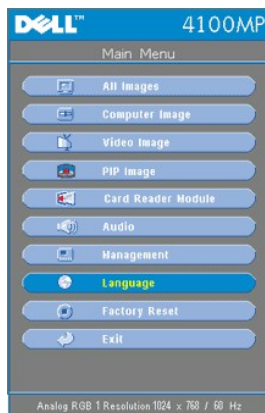 DELL™ 4100MP
Main Menu
All Images
Computer Image
Video Image
PIP Image
Card Reader Module
Audio
Management
Language
Factory Reset
Exit
Analog RGB 1 Resolution 1024 x 768 / 60 Hz